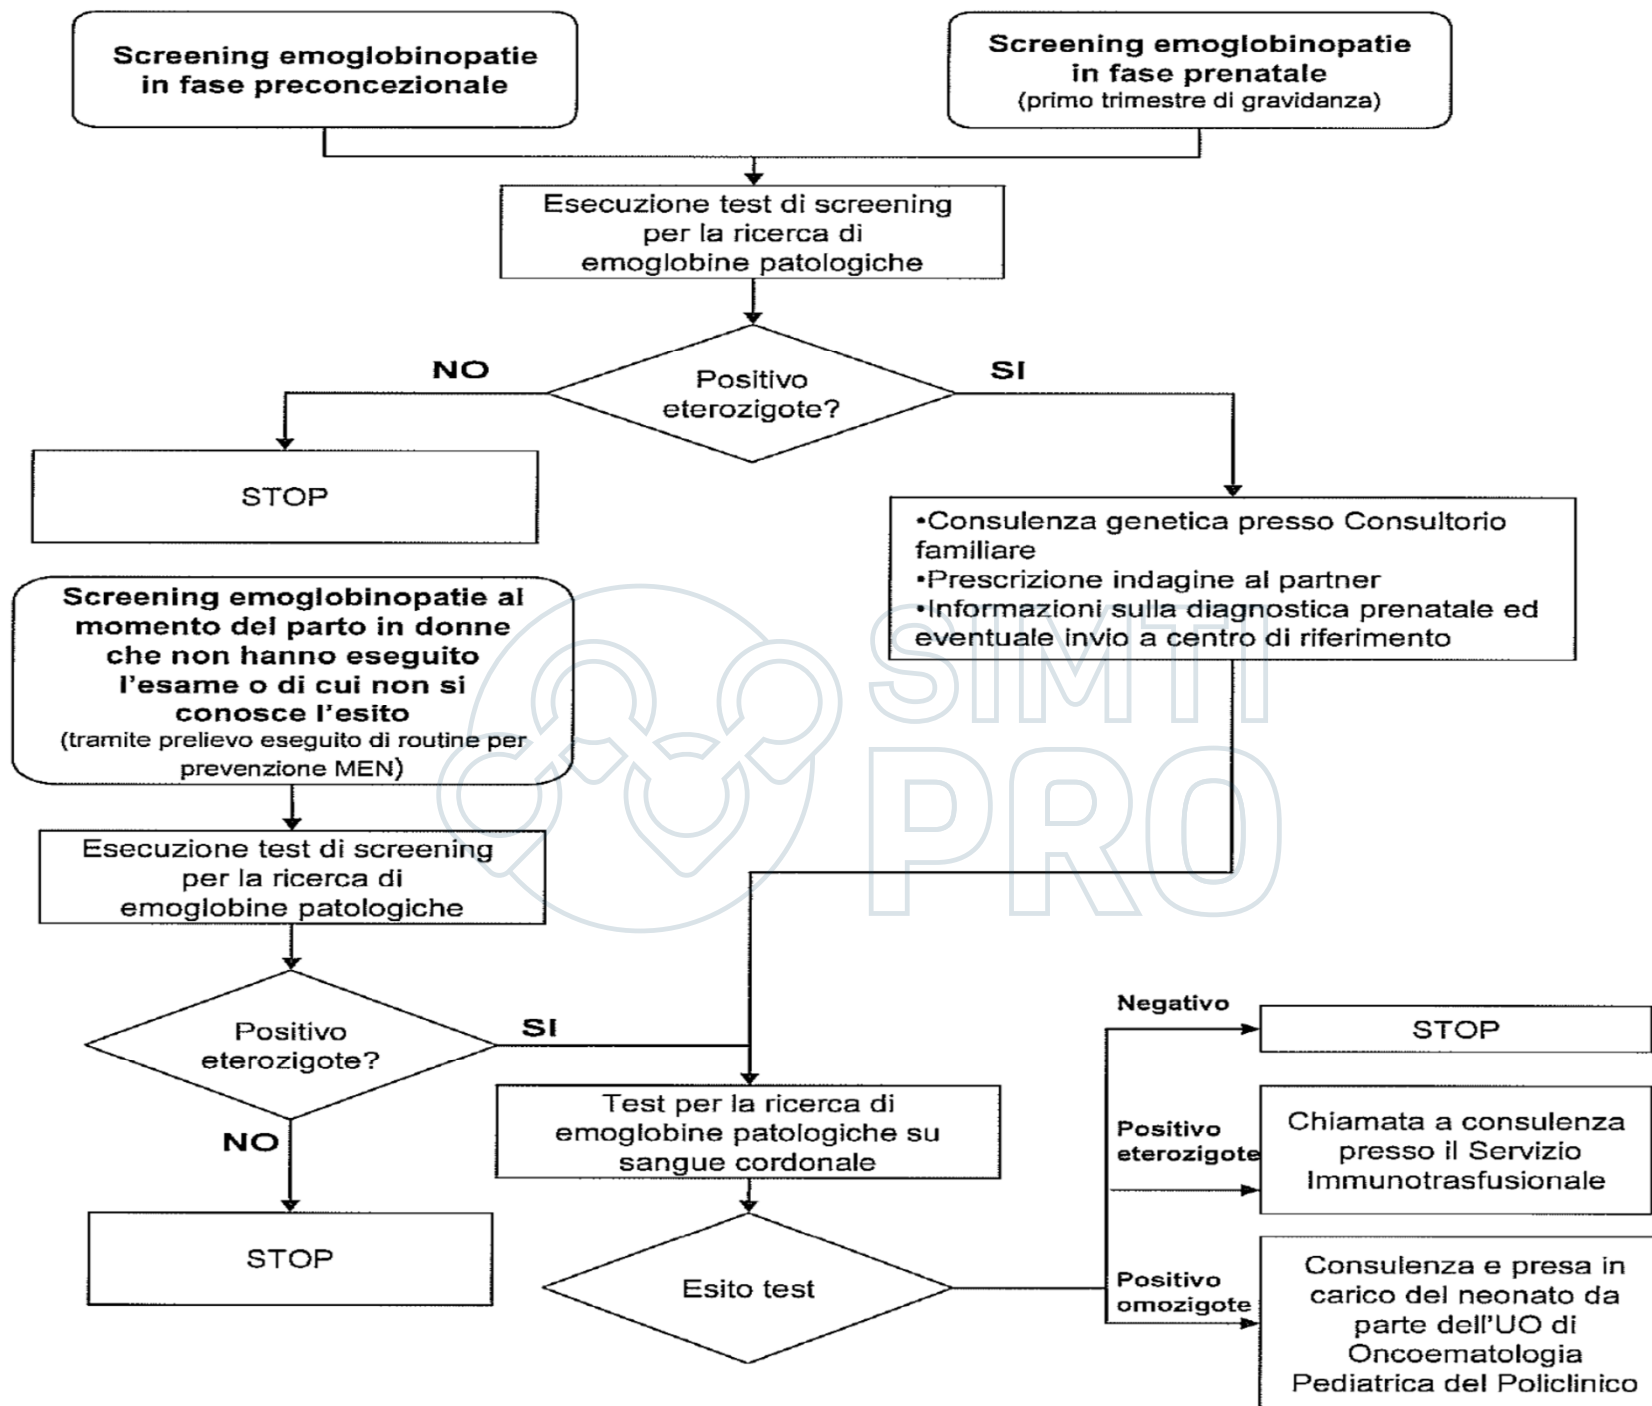 Screening emoglobinopatie
in fase preconcezionale
Screening emoglobinopatie
in fase prenatale
(primo trimestre di gravidanza)
Esecuzione test di screening
per la ricerca di
emoglobine patologiche
NO
SI
Positivo
eterozigote?
STOP
•Consulenza genetica presso Consultorio
familiare
•Prescrizione indagine al partner
•Informazioni sulla diagnostica prenatale ed
eventuale invio a centro di riferimento
Screening emoglobinopatie al
momento del parto in donne
che non hanno eseguito
l'esame o di cui non si
conosce l'esito
(tramite prelievo eseguito di routine per
prevenzione MEN)
SIMTI
PRO
Esecuzione test di screening
per la ricerca di
emoglobine patologiche
Positivo
eterozigote?
SI
NO
STOP
Test per la ricerca di
emoglobine patologiche su
sangue cordonale
Esito test
Negativo
STOP
Positivo
eterozigote
Chiamata a consulenza
presso il Servizio
Immunotrasfusionale
Positivo
omozigote
Consulenza e presa in
carico del neonato da
parte dell'UO di
Oncoematologia
Pediatrica del Policlinico